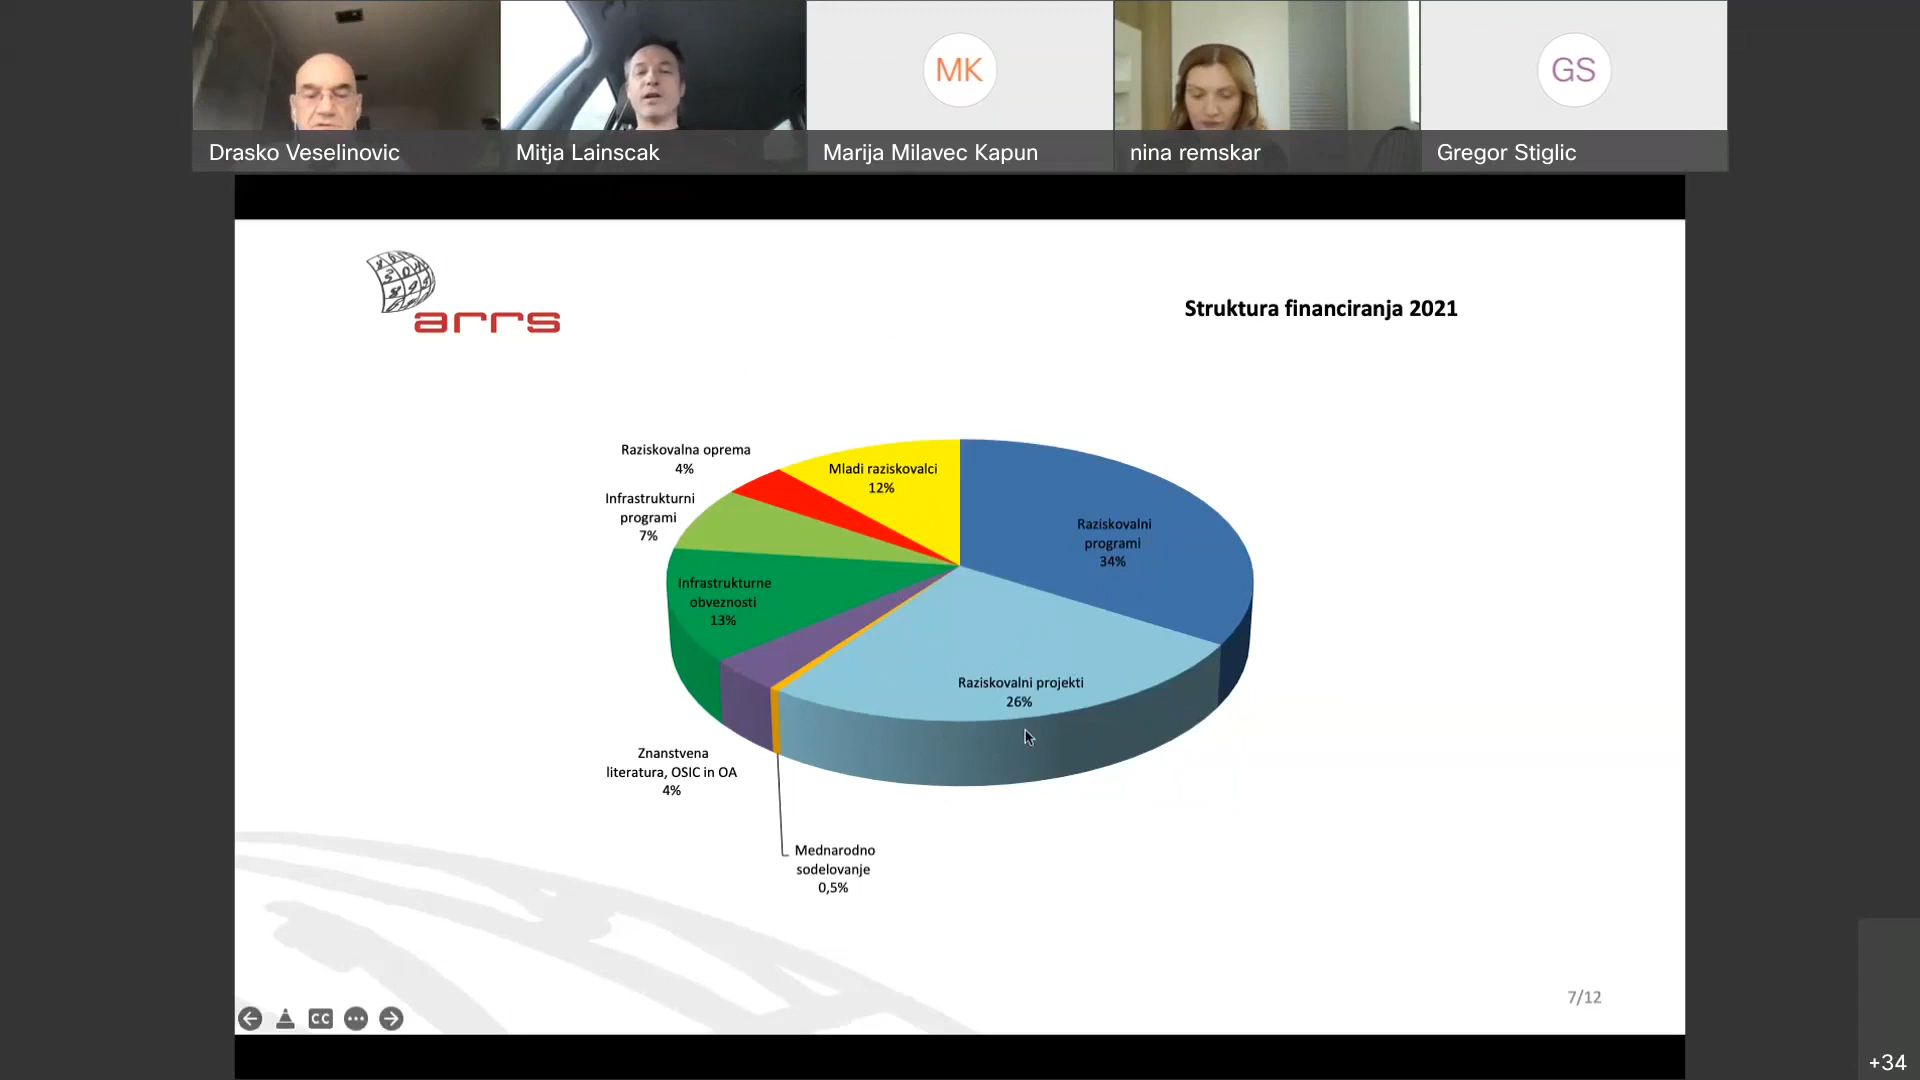 MK
GS
Drasko Veselinovic
Mitja Lainscak
Marija Milavec Kapun
nina remskar
Gregor Stiglic
arrs
Struktura financiranja 2021
Raziskovalna oprema
4%
Mladi raziskovalci
12%
Infrastrukturni
programi
7%
Raziskovalni
programi
34%
Infrastrukturne
obveznosti
13%
Raziskovalni projekti
26%
Znanstvena
literatura, OSIC in OA
4%
Mednarodno
sodelovanje
0,5%
7/12
CC
+34